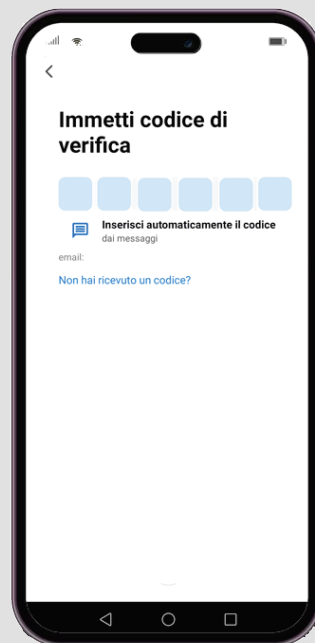 Immetti codice di
verifica
Inserisci automaticamente il codice
dai messaggi
email:
Non hai ricevuto un codice?